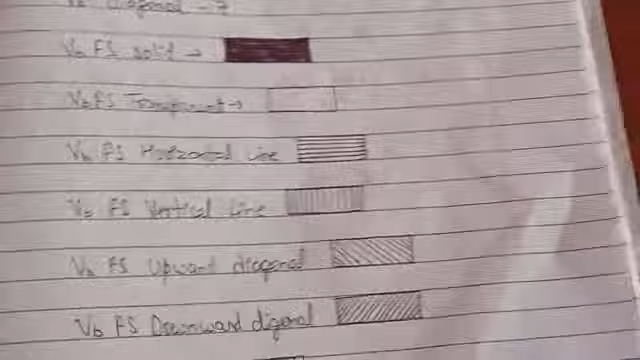 Vb FS solid →
Vb FS Transparent →
Vb FS Horizontal Line
Vb FS Vertical Line
Vb FS Upward diagonal
Vb FS Downward digonal